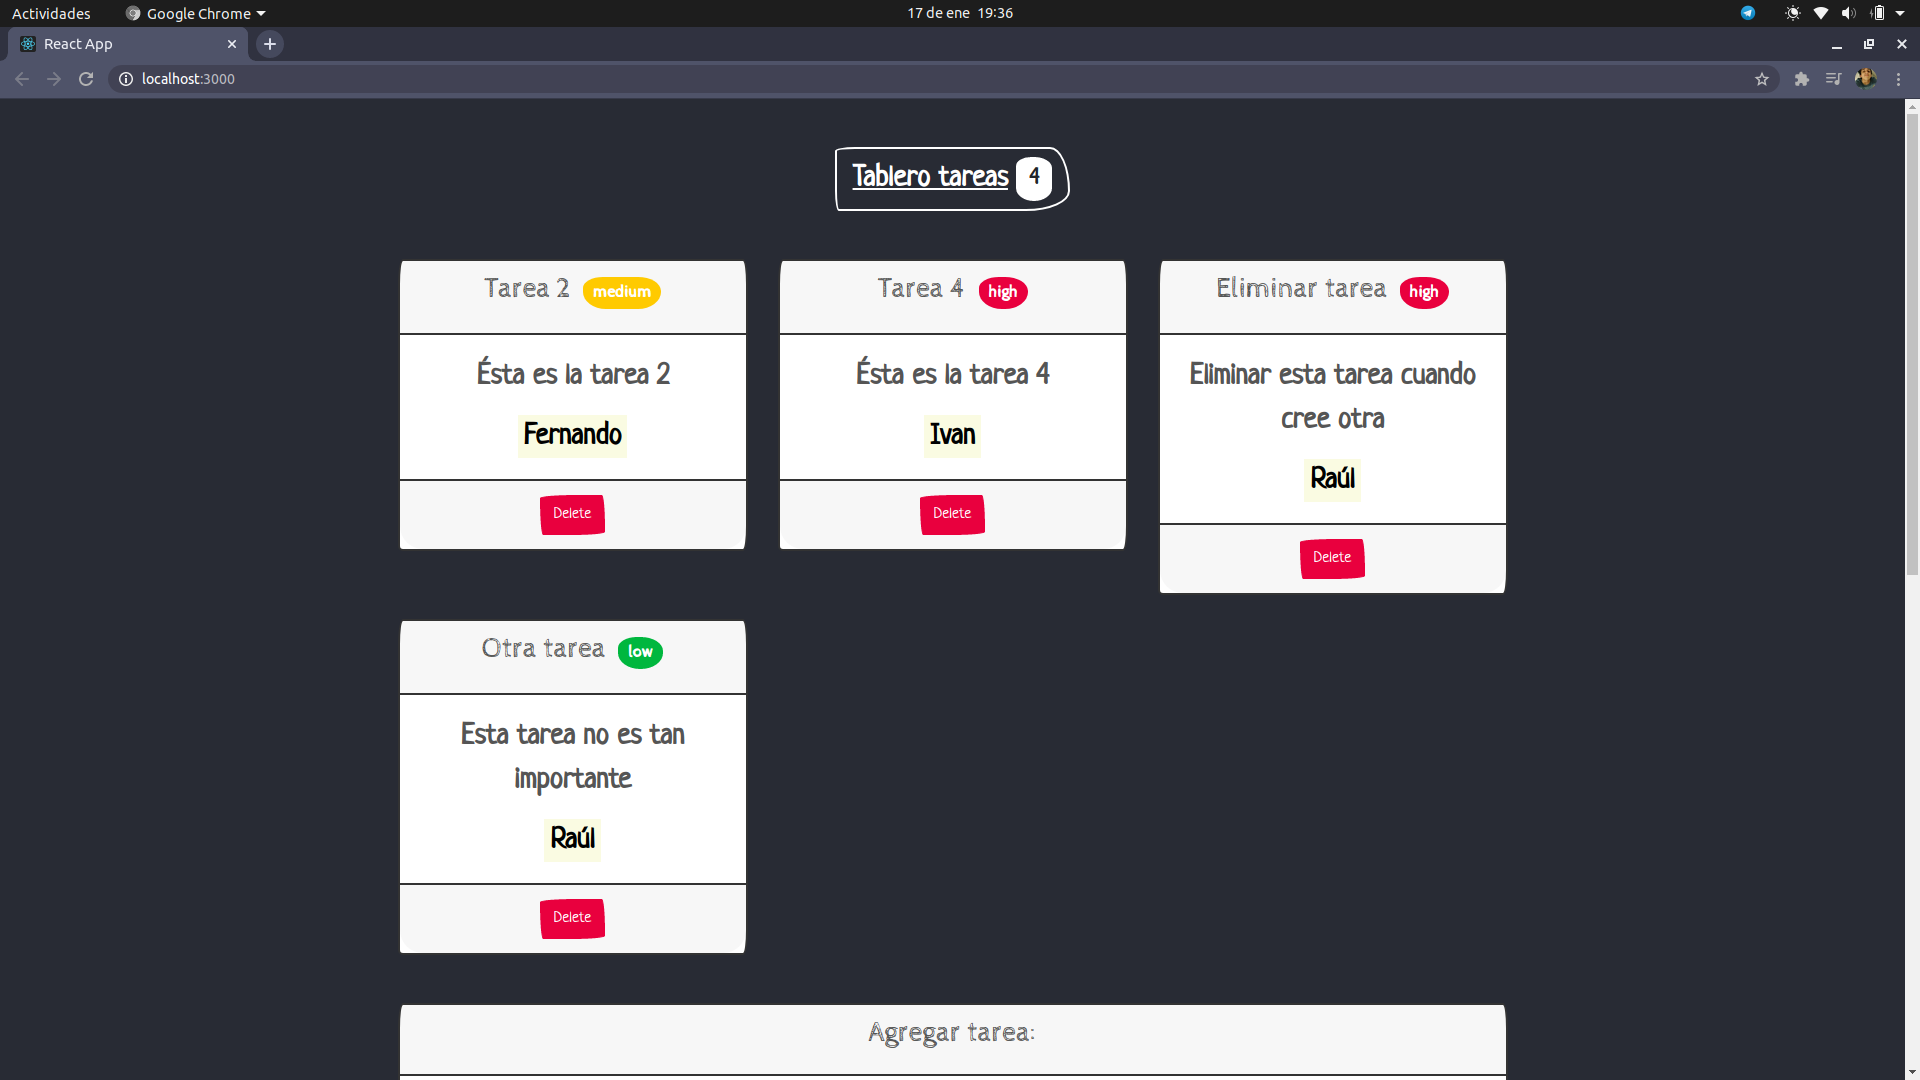 Actividades
Google Chrome
17 de ene 19:36
React App
localhost:3000
Tablero tareas 4
Tarea 2 medium
Ésta es la tarea 2
Fernando
Delete
Tarea 4 high
Ésta es la tarea 4
Ivan
Delete
Eliminar tarea high
Eliminar esta tarea cuando
cree otra
Raúl
Delete
Otra tarea low
Esta tarea no es tan
importante
Raúl
Delete
Agregar tarea: